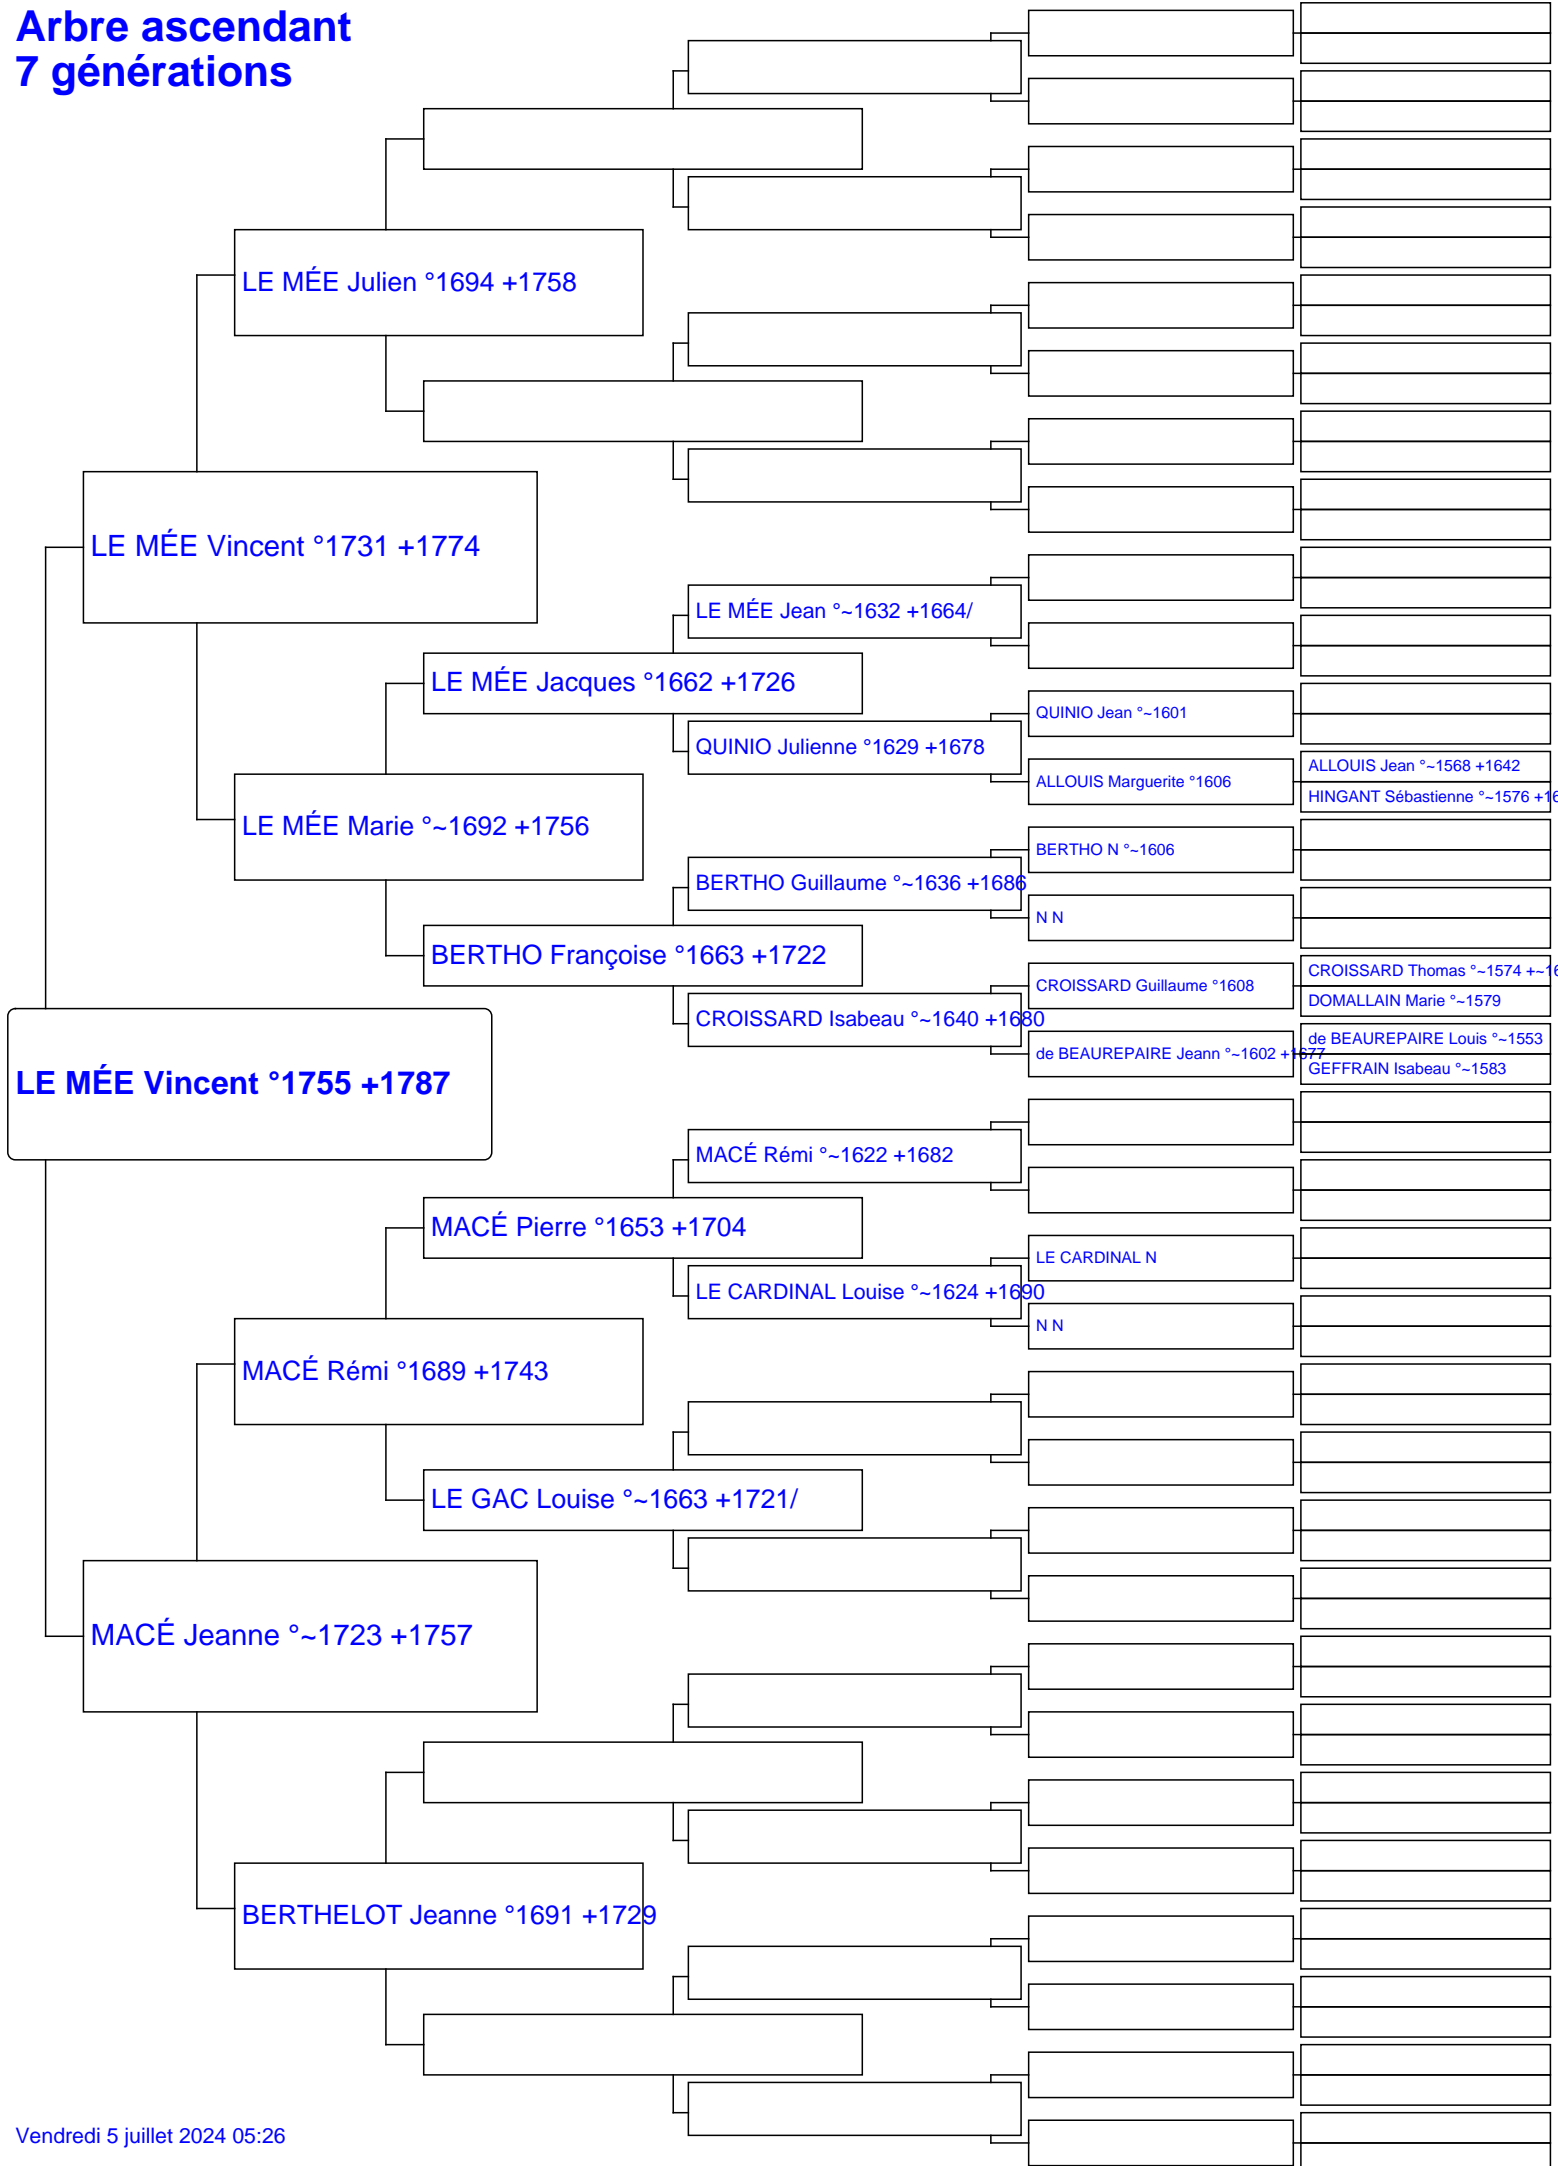 Arbre ascendant
7 générations
LE MÉE Julien °1694 +1758
LE MÉE Vincent °1731 +1774
LE MÉE Jean °~1632 +1664/
LE MÉE Jacques °1662 +1726
QUINIO Jean °~1601
QUINIO Julienne °1629 +1678
ALLOUIS Jean °~1568 +1642
ALLOUIS Marguerite °1606
HINGANT Sébastienne °~1576 +16
LE MÉE Marie °~1692 +1756
BERTHO N °~1606
BERTHO Guillaume °~1636 +1686
N N
BERTHO Françoise °1663 +1722
CROISSARD Thomas °~1574 +~16
CROISSARD Guillaume °1608
DOMALLAIN Marie °~1579
CROISSARD Isabeau °~1640 +1680
de BEAUREPAIRE Louis °~1553
de BEAUREPAIRE Jeann °~1602 +1677
GEFFRAIN Isabeau °~1583
LE MÉE Vincent °1755 +1787
MACÉ Rémi °~1622 +1682
MACÉ Pierre °1653 +1704
LE CARDINAL N
LE CARDINAL Louise °~1624 +1690
N N
MACÉ Rémi °1689 +1743
LE GAC Louise °~1663 +1721/
MACÉ Jeanne °~1723 +1757
BERTHELOT Jeanne °1691 +1729
Vendredi 5 juillet 2024 05:26